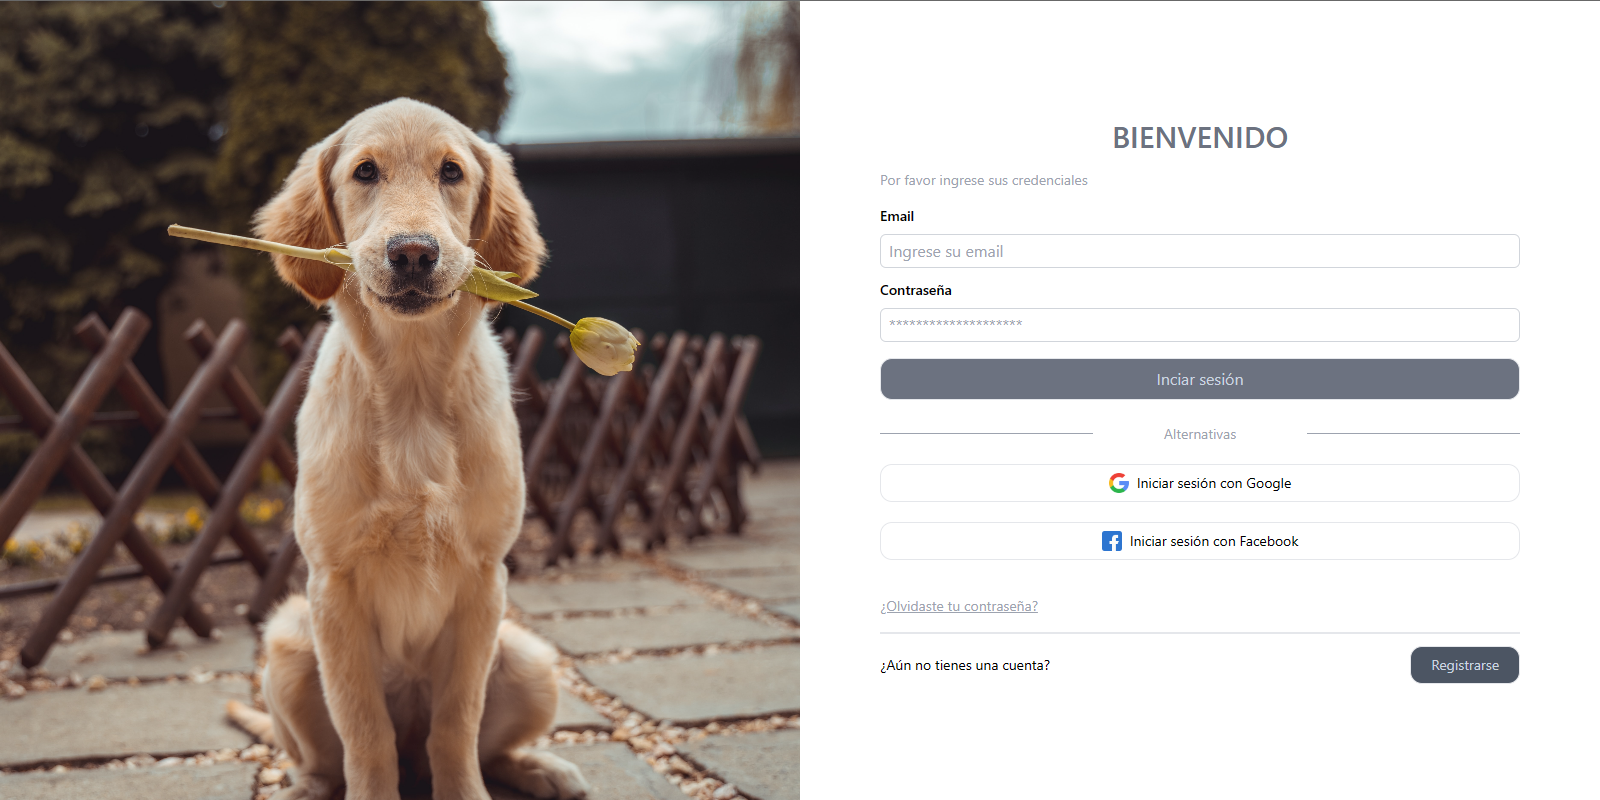 BIENVENIDO
Por favor ingrese sus credenciales
Email
Ingrese su email
Contraseña
********************
Inciar sesión
Alternativas
Iniciar sesión con Google
Iniciar sesión con Facebook
¿Olvidaste tu contraseña?
¿Aún no tienes una cuenta?
Registrarse